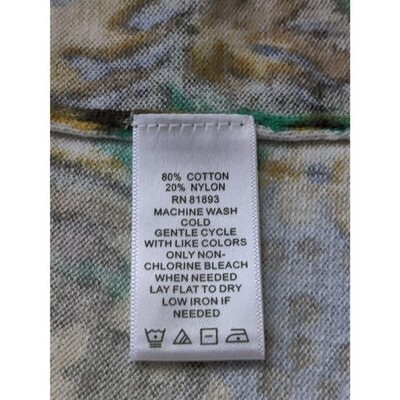 80% COTTON
20% NYLON
RN 81893
MACHINE WASH
COLD
GENTLE CYCLE
WITH LIKE COLORS
ONLY NON-
CHLORINE BLEACH
WHEN NEEDED
LAY FLAT TO DRY
LOW IRON IF
NEEDED